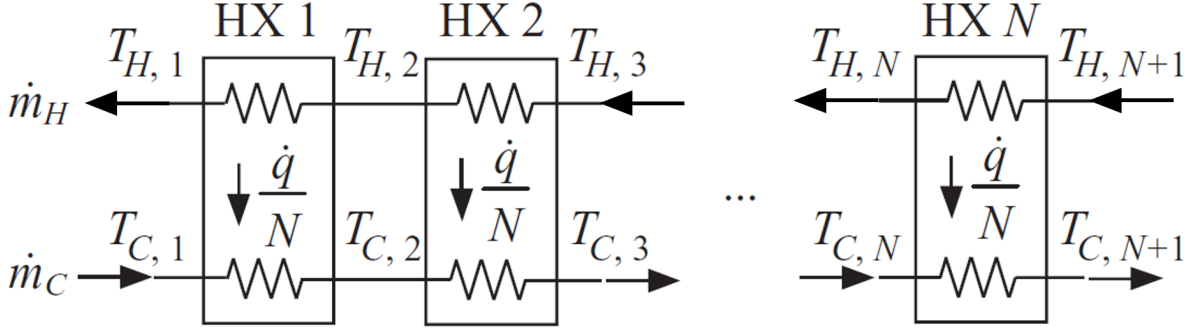 HX 1 HX 2 HX N
T_{H, 1} T_{H, 2} T_{H, 3} T_{H, N} T_{H, N+1}
ṁ_H
q̇/N q̇/N ... q̇/N
T_{C, 1} T_{C, 2} T_{C, 3} T_{C, N} T_{C, N+1}
ṁ_C